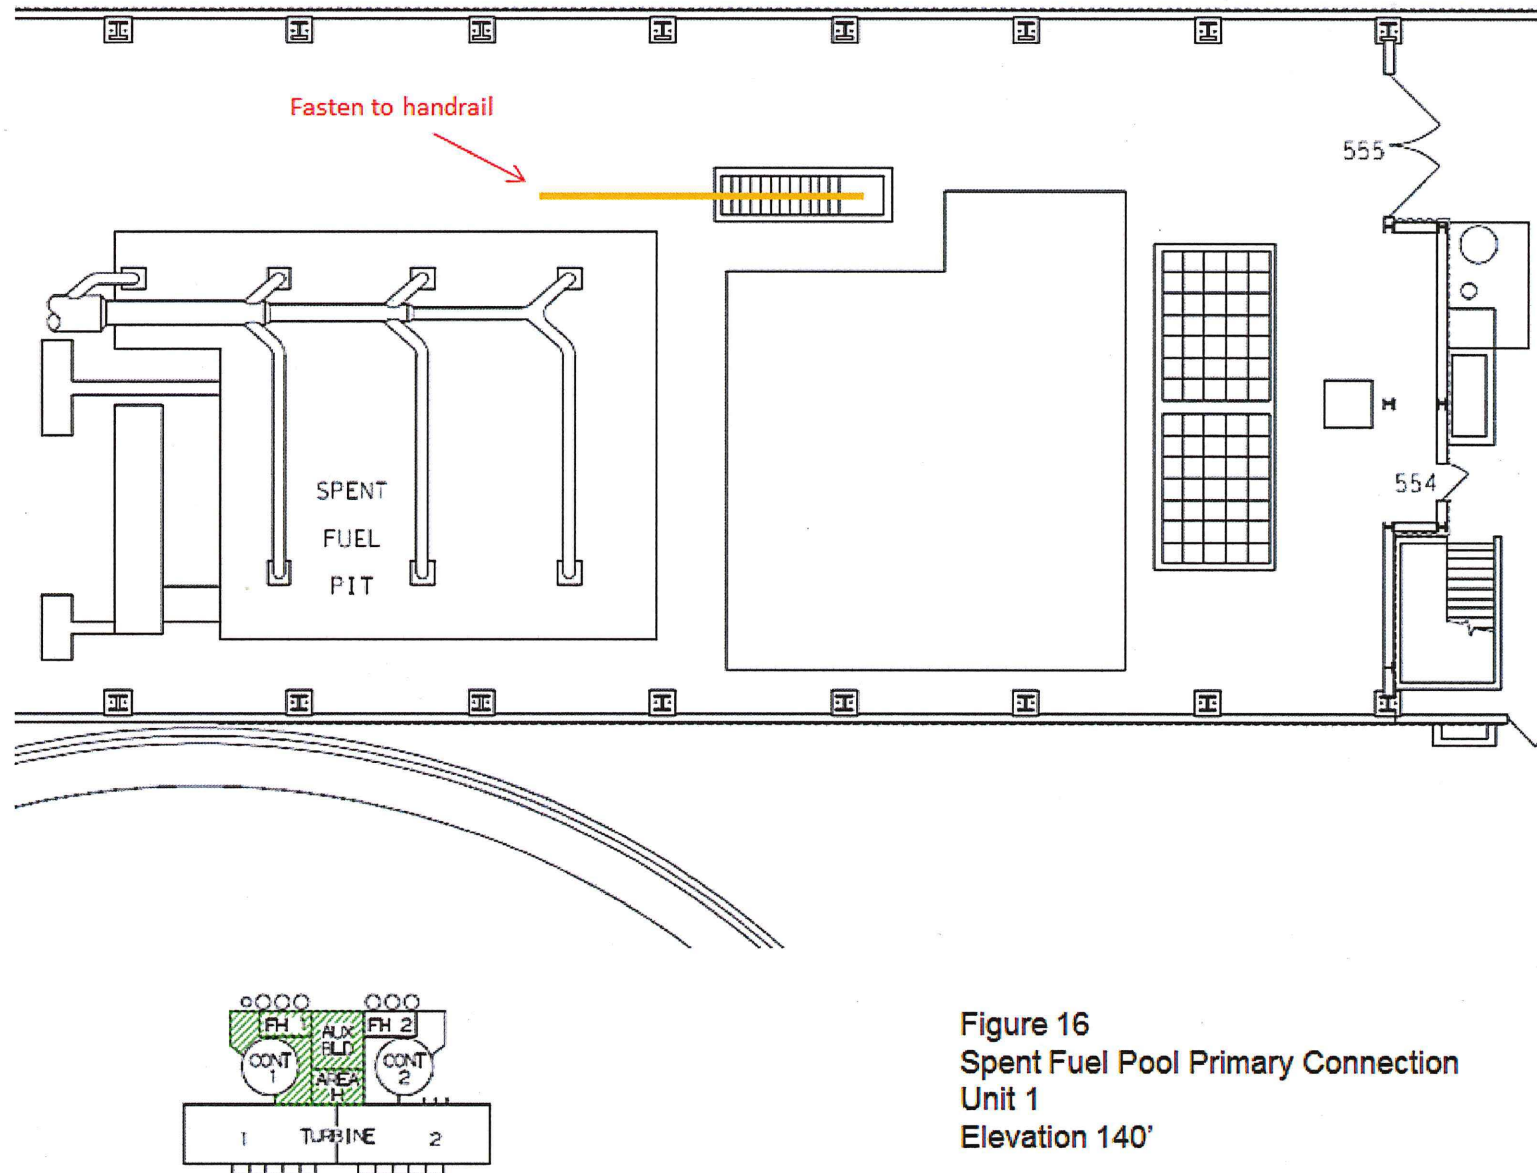 Fasten to handrail
555
554
SPENT
FUEL
PIT
FH 1
AUX
BLD
FH 2
CONT
1
CONT
2
AREA
H
1 TURBINE 2
Figure 16
Spent Fuel Pool Primary Connection
Unit 1
Elevation 140'